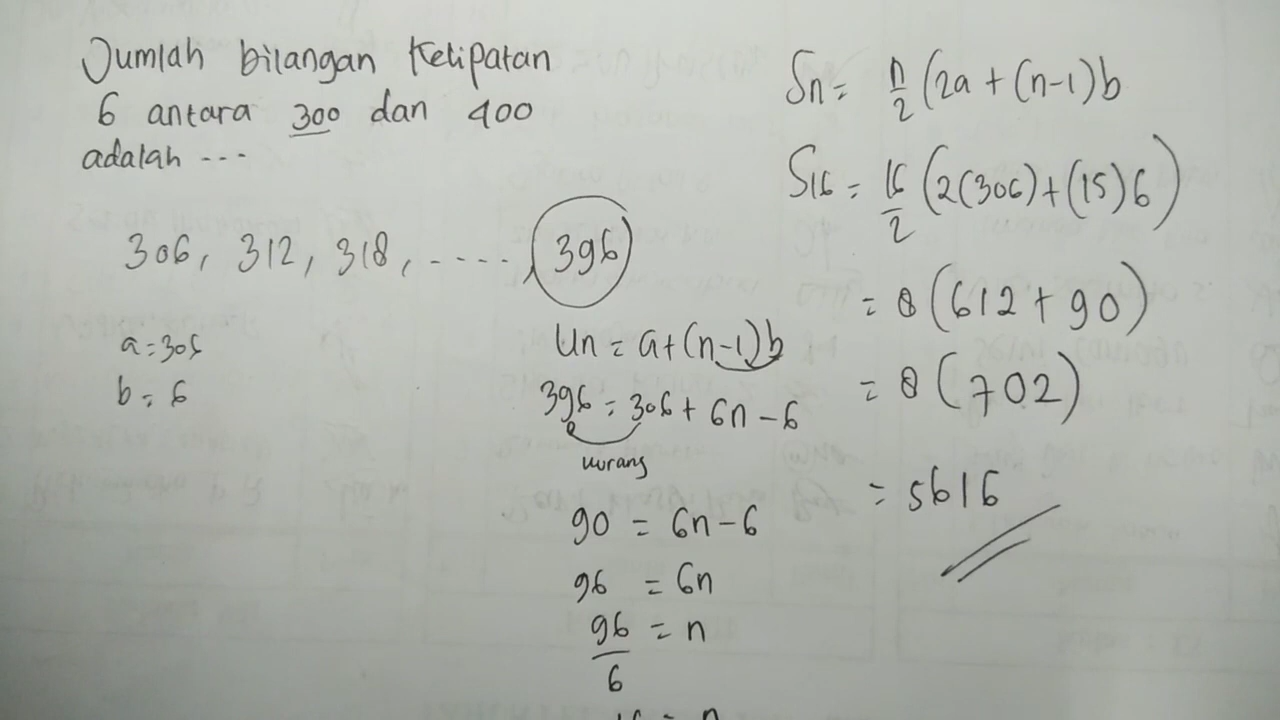 Jumlah bilangan Kelipatan
6 antara 300 dan 400
adalah ---
306, 312, 318, ....., 396
a = 306
b = 6
Un = a + (n-1)b
396 = 306 + 6n - 6
90 = 6n - 6
96 = 6n
96/6 = n
16 = n
Sn = n/2 (2a + (n-1)b
S16 = 16/2 (2(306) + (15)6)
= 8 (612 + 90)
= 8 (702)
= 5616